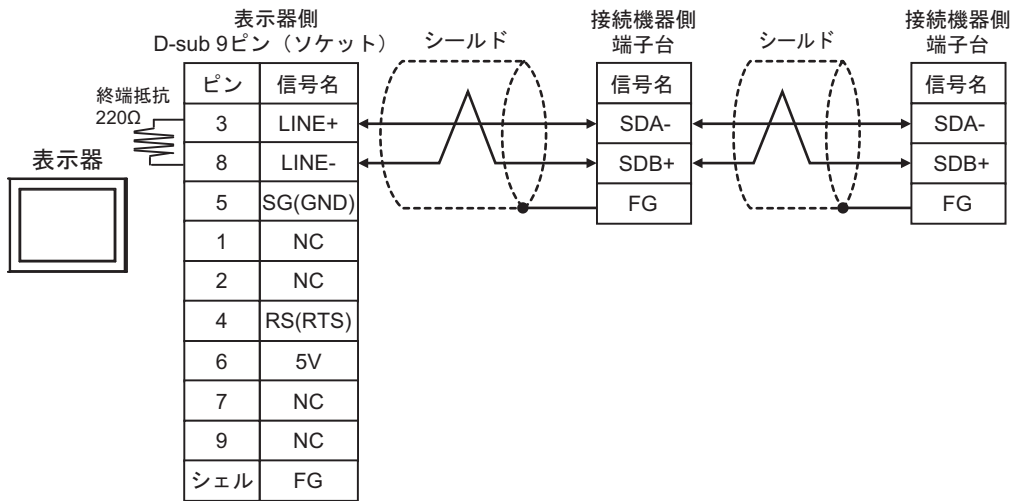 表示器側
D-sub 9ピン（ソケット）
シールド
接続機器側
端子台
シールド
接続機器側
端子台
終端抵抗
220Ω
表示器
ピン 信号名
3 LINE+
8 LINE-
5 SG(GND)
1 NC
2 NC
4 RS(RTS)
6 5V
7 NC
9 NC
シェル FG
信号名
SDA-
SDB+
FG
信号名
SDA-
SDB+
FG